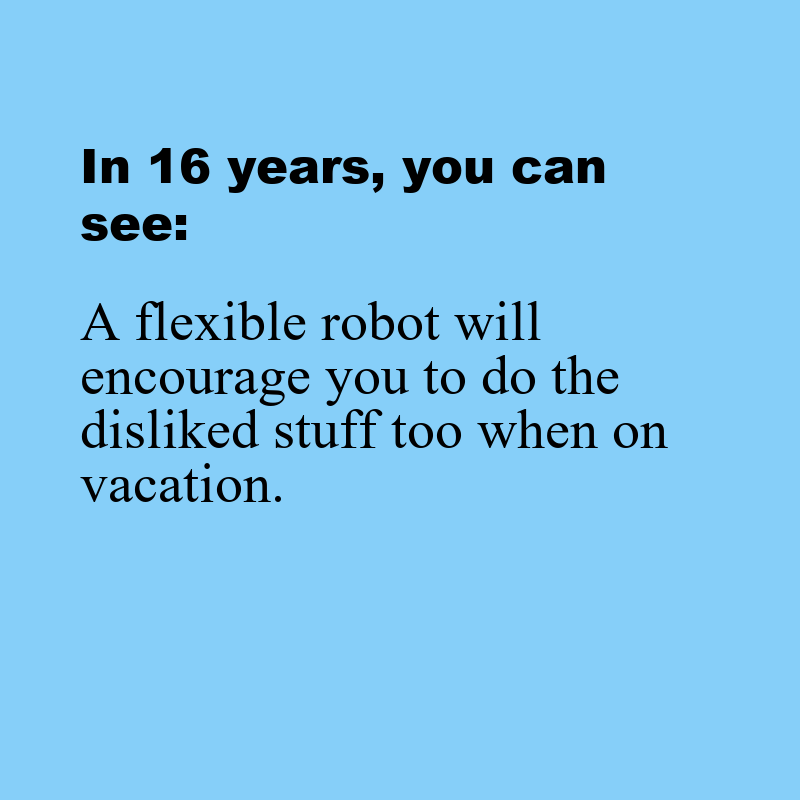 In 16 years, you can
see:
A flexible robot will
encourage you to do the
disliked stuff too when on
vacation.